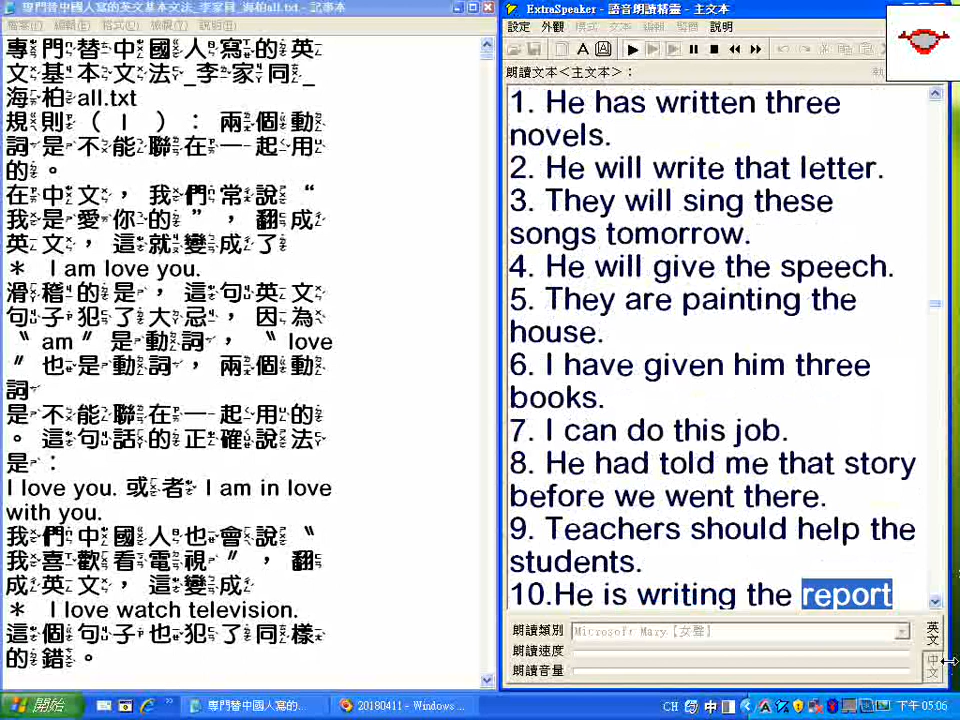 專門替中國人寫的英文基本文法_李家同_海柏all.txt - 記事本
檔案(F) 編輯(E) 格式(O) 檢視(V) 說明(H)
專門替中國人寫的英
文基本文法_李家同_
海柏all.txt
規則（1）：兩個動
詞是不能聯在一起用
的。
在中文，我們常說“
我是愛你的”，翻成
英文，這就變成了
* I am love you.
滑稽的是，這句英文
句子犯了大忌，因為
〝am〞是動詞，〝love
〞也是動詞，兩個動
詞
是不能聯在一起用的
。這句話的正確說法
是：
I love you. 或者 I am in love
with you.
我們中國人也會說〝
我喜歡看電視〞，翻
成英文，這變成
* I love watch television.
這個句子也犯了同樣
的錯。
ExtraSpeaker - 語音朗讀精靈 - 主文本
設定 外觀 模式 文本 編輯 說明
朗讀文本<主文本>：
1. He has written three
novels.
2. He will write that letter.
3. They will sing these
songs tomorrow.
4. He will give the speech.
5. They are painting the
house.
6. I have given him three
books.
7. I can do this job.
8. He had told me that story
before we went there.
9. Teachers should help the
students.
10.He is writing the report
朗讀類別 Microsoft Mary【女聲】
朗讀速度
朗讀音量
英文
中文
開始
專門替中國人寫的...
20180411 - Windows ...
CH
中
下午 05:06